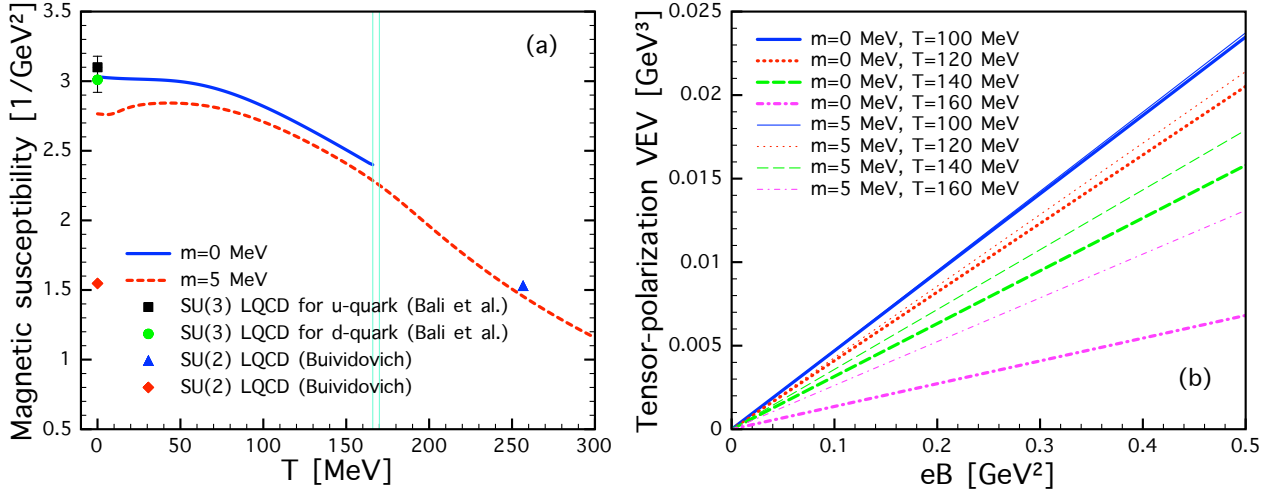 (a)
Magnetic susceptibility [1/GeV²]
4
3.5
3
2.5
2
1.5
1
0.5
m=0 MeV
m=5 MeV
SU(3) LQCD for u-quark (Bali et al.)
SU(3) LQCD for d-quark (Bali et al.)
SU(2) LQCD (Buividovich)
SU(2) LQCD (Buividovich)
0 50 100 150 200 250 300
T [MeV]
Tensor-polarization VEV [GeV³]
0.025
0.02
0.015
0.01
0.005
0
m=0 MeV, T=100 MeV
m=0 MeV, T=120 MeV
m=0 MeV, T=140 MeV
m=0 MeV, T=160 MeV
m=5 MeV, T=100 MeV
m=5 MeV, T=120 MeV
m=5 MeV, T=140 MeV
m=5 MeV, T=160 MeV
(b)
0 0.1 0.2 0.3 0.4 0.5
eB [GeV²]